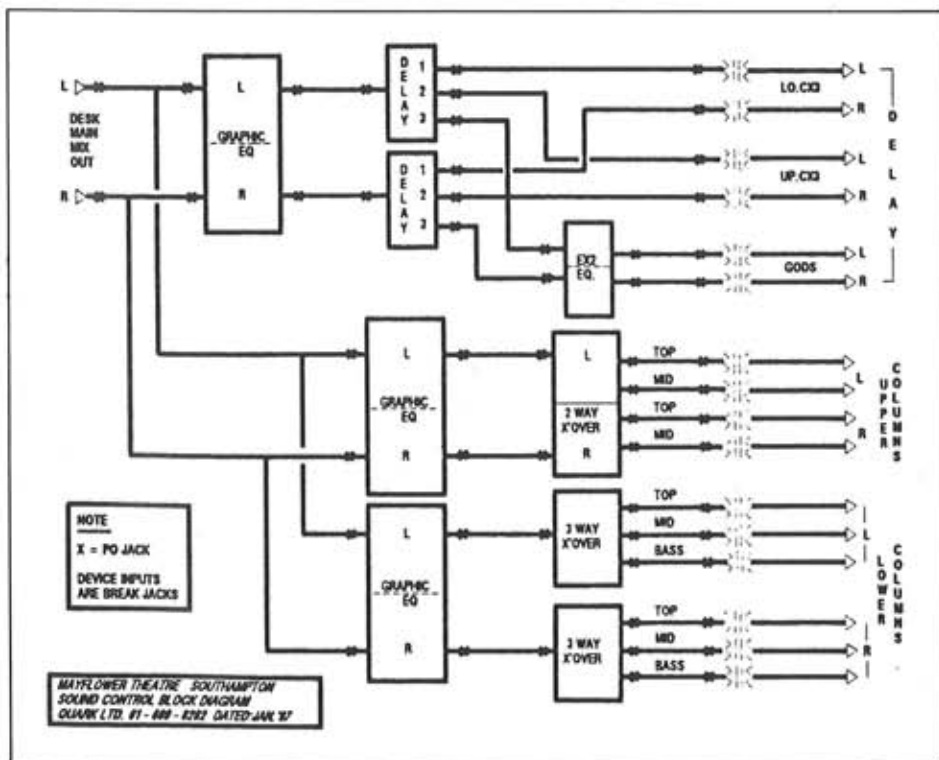 L
DESK
MAIN
MIX
OUT
R
L
GRAPHIC
EQ
R
DELAY
1
2
3
DELAY
1
2
3
EX2
EQ.
L
LO.CX3
R
L
UP.CX3
R
L
GODS
R
DELAY
L
GRAPHIC
EQ
R
L
2 WAY
X'OVER
R
TOP
MID
TOP
MID
L
R
UPPER
COLUMNS
L
GRAPHIC
EQ
R
3 WAY
X'OVER
TOP
MID
BASS
L
3 WAY
X'OVER
TOP
MID
BASS
R
LOWER
COLUMNS
NOTE
X = PO JACK
DEVICE INPUTS
ARE BREAK JACKS
MAYFLOWER THEATRE SOUTHAMPTON
SOUND CONTROL BLOCK DIAGRAM
QUARK LTD. DATED: JAN, '87